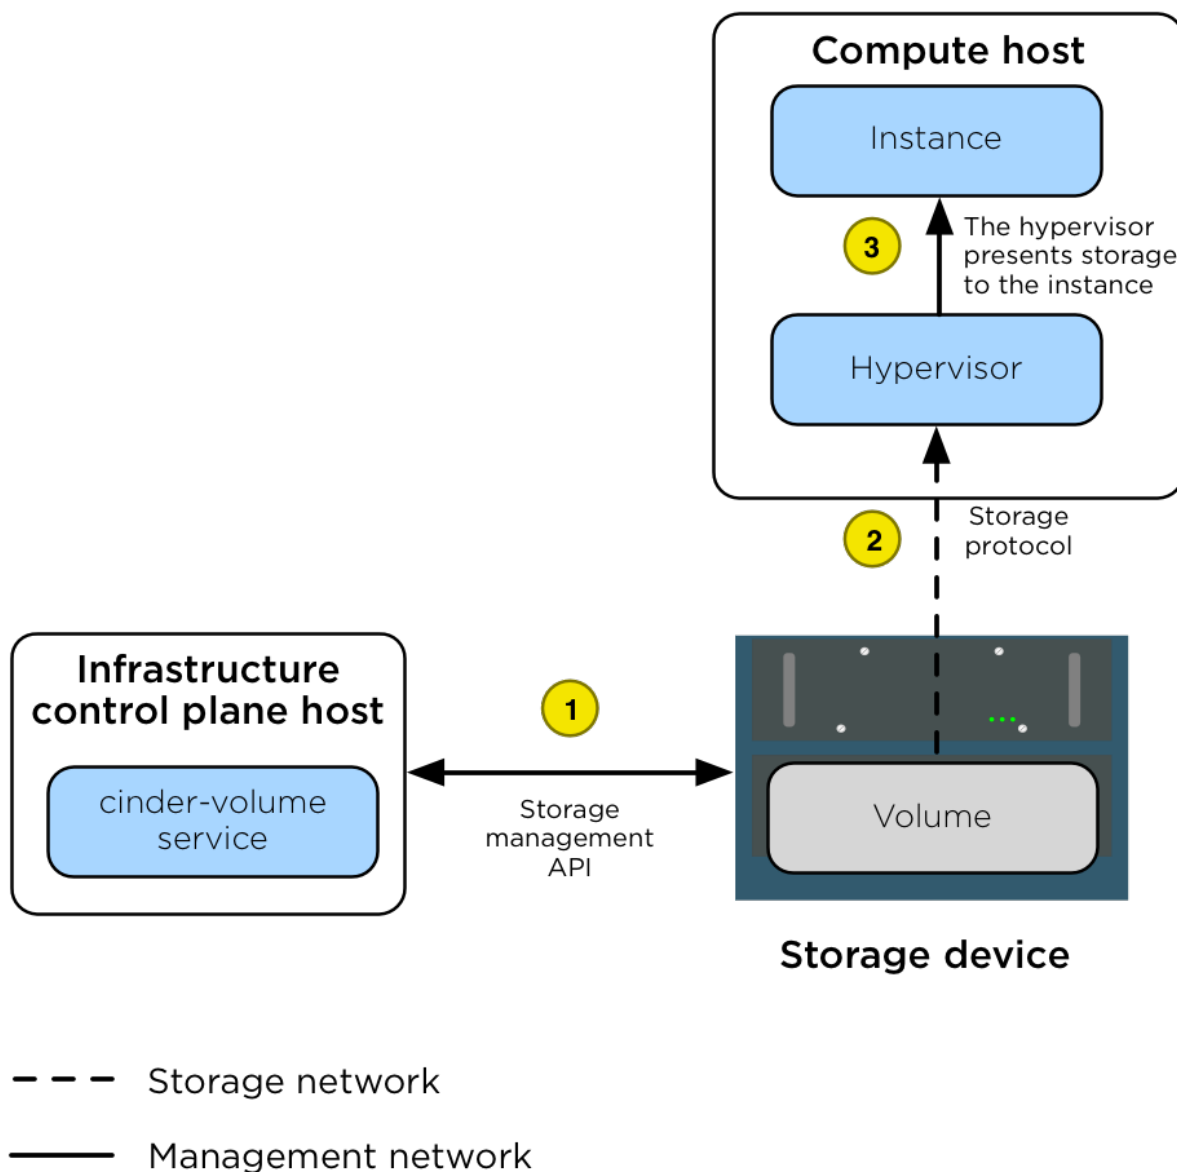 Compute host
Instance
3
The hypervisor
presents storage
to the instance
Hypervisor
2
Storage
protocol
Infrastructure
control plane host
cinder-volume
service
1
Storage
management
API
Volume
Storage device
Storage network
Management network